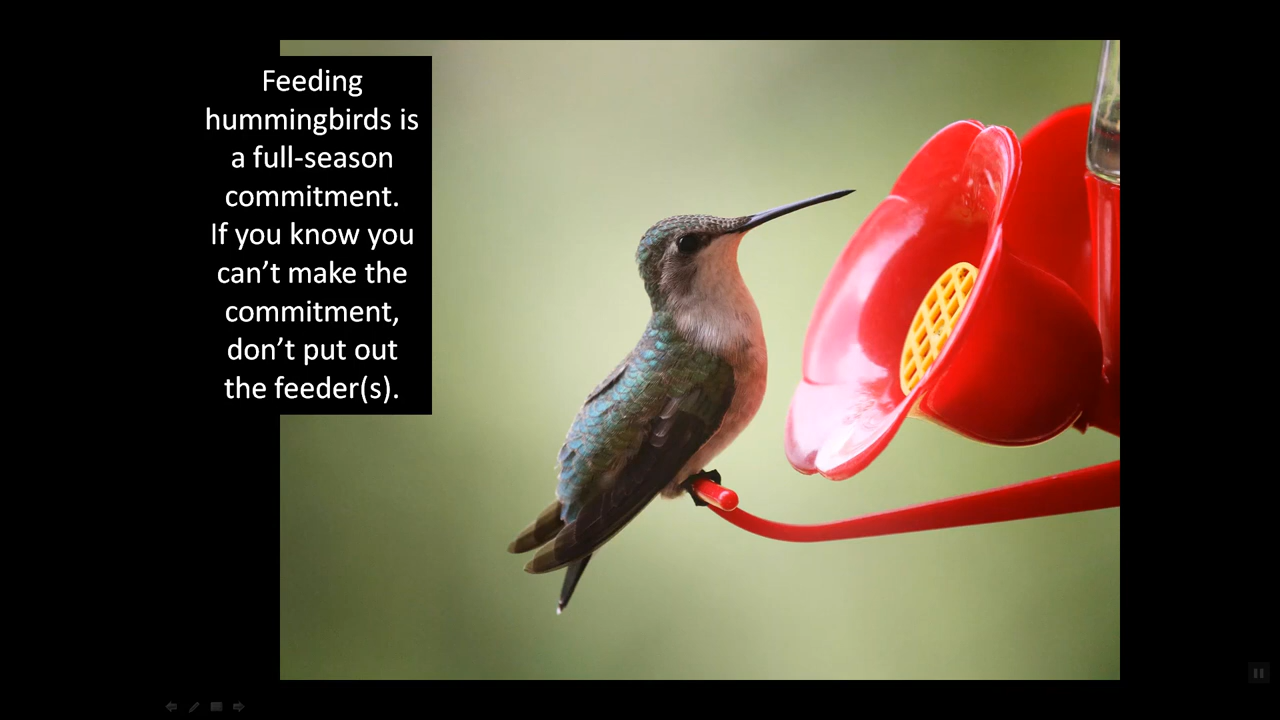 Feeding
hummingbirds is
a full-season
commitment.
If you know you
can’t make the
commitment,
don’t put out
the feeder(s).